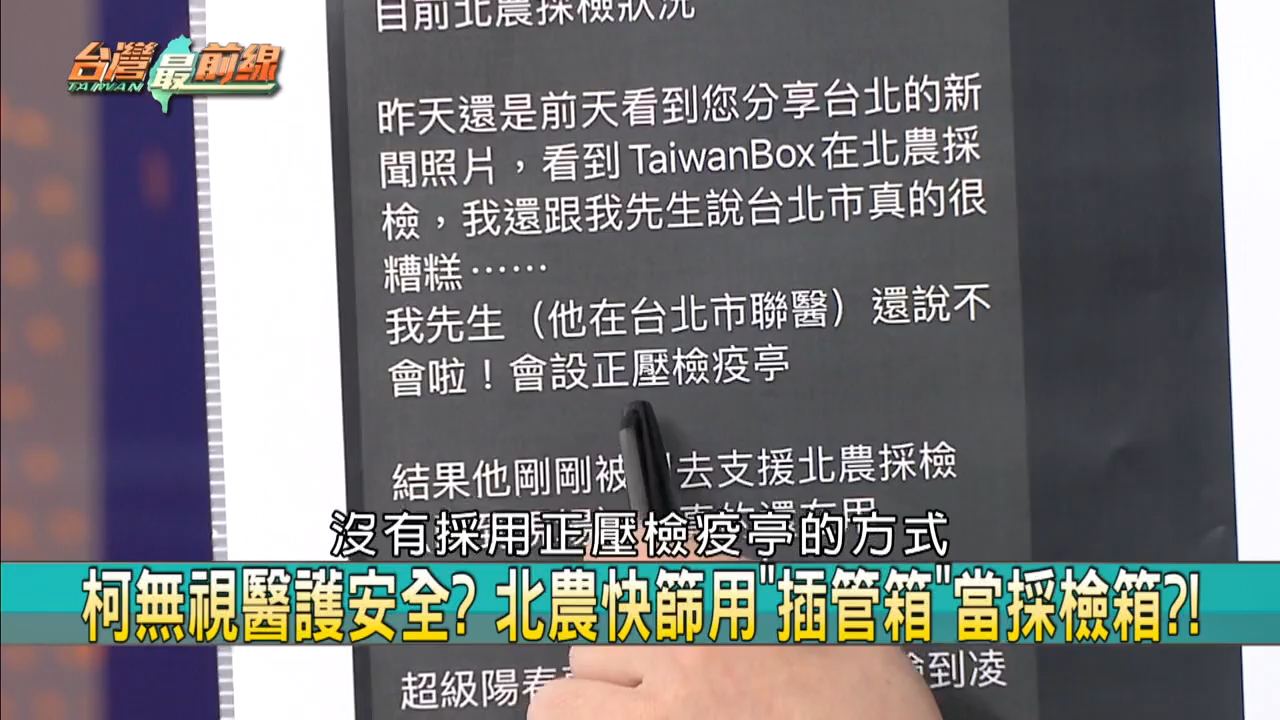 台灣最前線
TAIWAN
目前北農採檢狀況
昨天還是前天看到您分享台北的新
聞照片，看到 TaiwanBox 在北農採
檢，我還跟我先生說台北市真的很
糟糕……
我先生（他在台北市聯醫）還說不
會啦！會設正壓檢疫亭
結果他剛剛被 去支援北農採檢
沒有採用正壓檢疫亭的方式
柯無視醫護安全? 北農快篩用"插管箱"當採檢箱?!
超級陽春 到凌